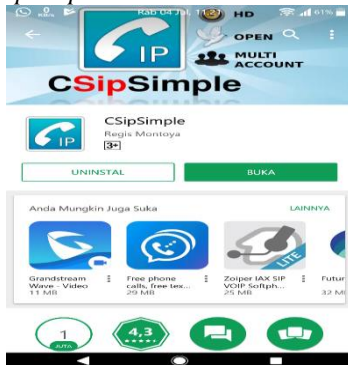 Rab 04 Jul, 11.21
61%
HD
OPEN
MULTI
ACCOUNT
IP
CSipSimple
IP
CSipSimple
Regis Montoya
3+
UNINSTAL
BUKA
Anda Mungkin Juga Suka
LAINNYA
Grandstream
Wave - Video
11 MB
Free phone
calls, free tex...
29 MB
LITE
Zoiper IAX SIP
VOIP Softph...
25 MB
Futur
32 M
1
JUTA
4,3